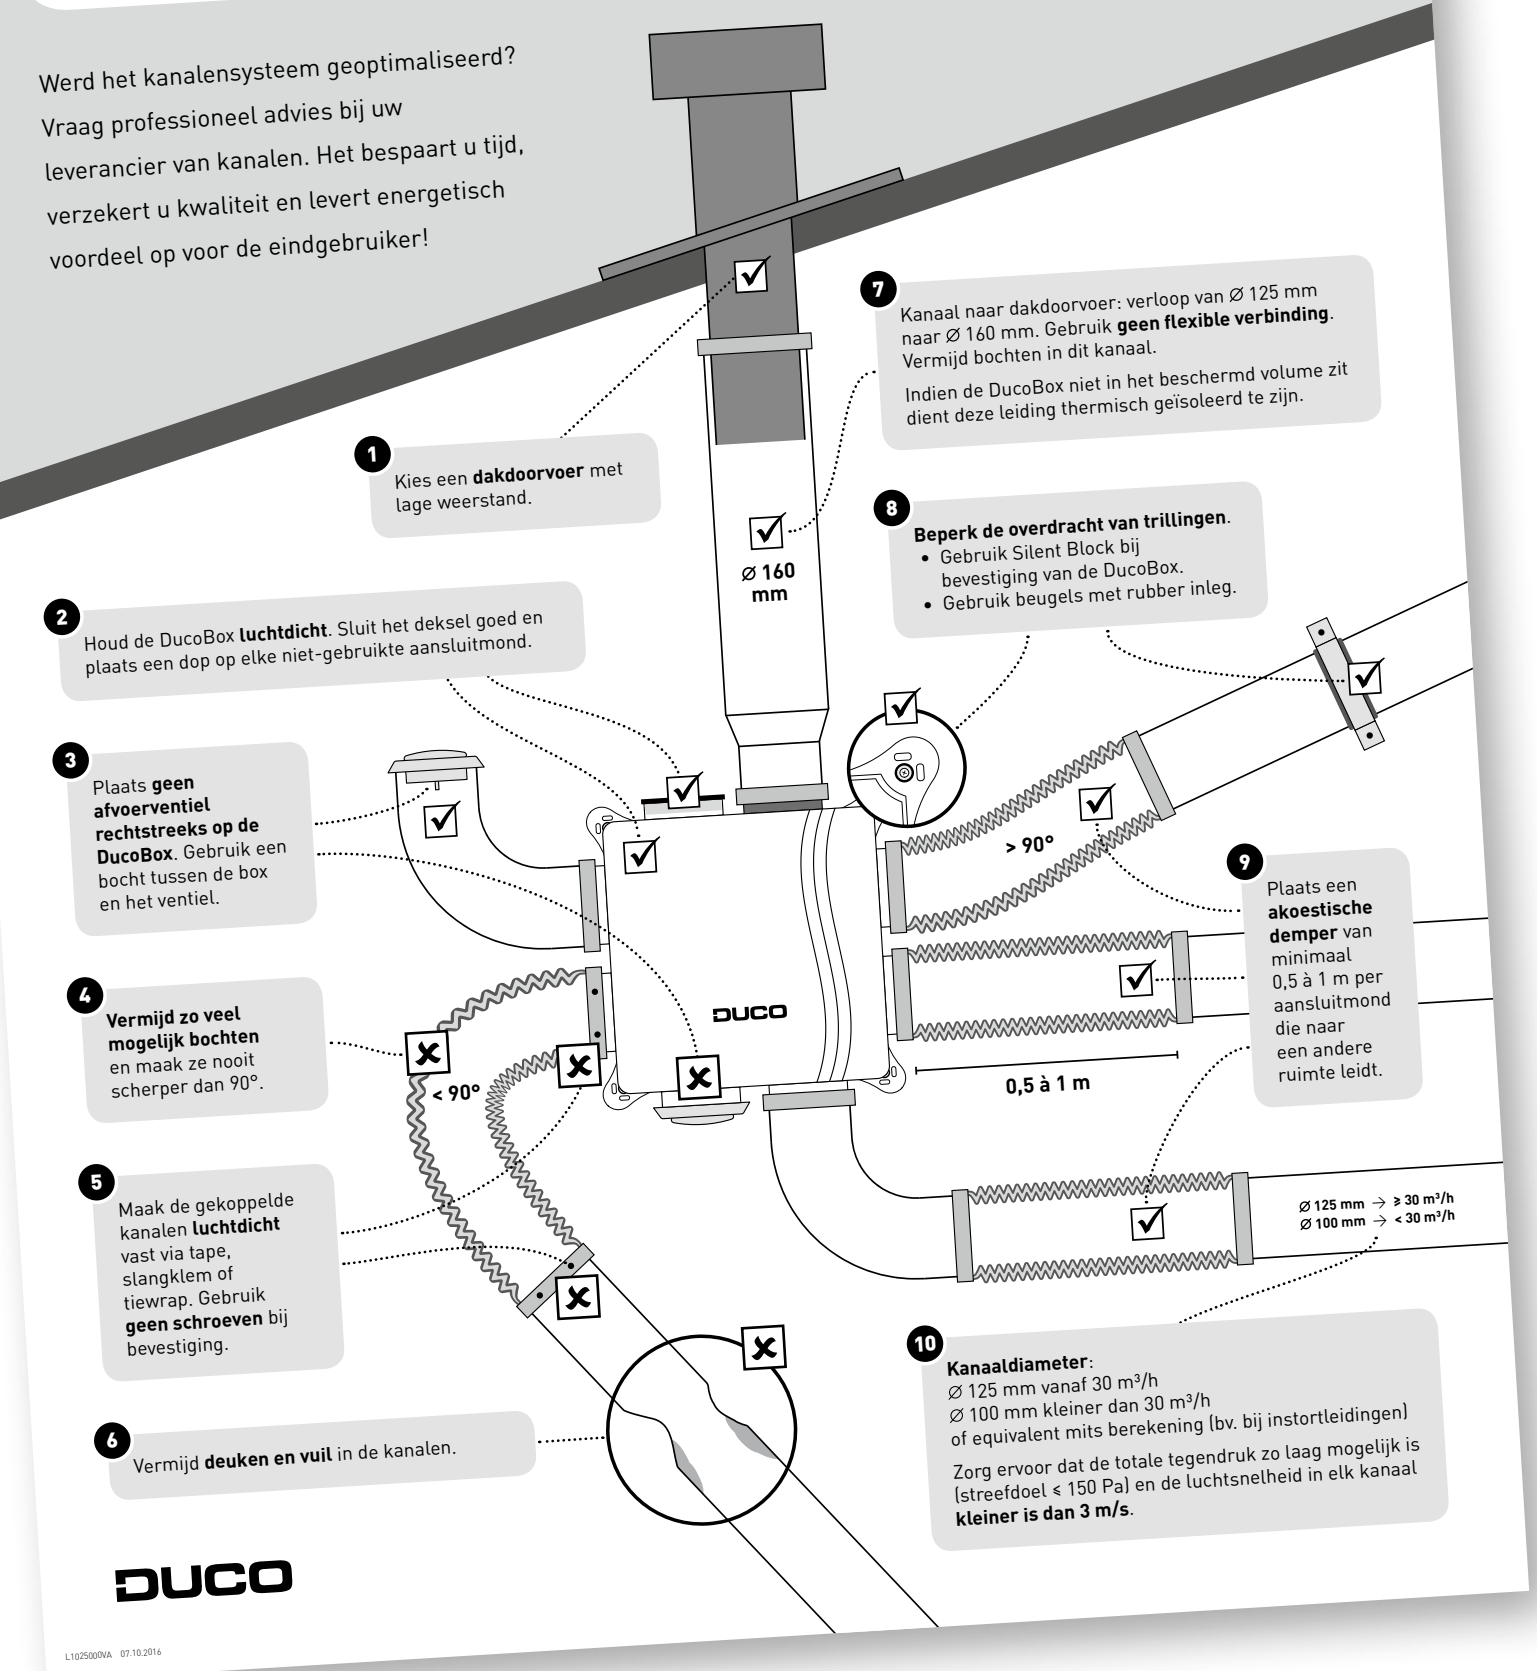 Werd het kanalensysteem geoptimaliseerd?
Vraag professioneel advies bij uw
leverancier van kanalen. Het bespaart u tijd,
verzekert u kwaliteit en levert energetisch
voordeel op voor de eindgebruiker!
1
Kies een dakdoorvoer met
lage weerstand.
2
Houd de DucoBox luchtdicht. Sluit het deksel goed en
plaats een dop op elke niet-gebruikte aansluitmond.
3
Plaats geen
afvoerventiel
rechtstreeks op de
DucoBox. Gebruik een
bocht tussen de box
en het ventiel.
4
Vermijd zo veel
mogelijk bochten
en maak ze nooit
scherper dan 90°.
< 90°
5
Maak de gekoppelde
kanalen luchtdicht
vast via tape,
slangklem of
tiewrap. Gebruik
geen schroeven bij
bevestiging.
6
Vermijd deuken en vuil in de kanalen.
7
Kanaal naar dakdoorvoer: verloop van Ø 125 mm
naar Ø 160 mm. Gebruik geen flexible verbinding.
Vermijd bochten in dit kanaal.
Indien de DucoBox niet in het beschermd volume zit
dient deze leiding thermisch geïsoleerd te zijn.
Ø 160
mm
8
Beperk de overdracht van trillingen.
• Gebruik Silent Block bij
bevestiging van de DucoBox.
• Gebruik beugels met rubber inleg.
> 90°
9
Plaats een
akoestische
demper van
minimaal
0,5 à 1 m per
aansluitmond
die naar
een andere
ruimte leidt.
DUCO
0,5 à 1 m
Ø 125 mm → ≥ 30 m³/h
Ø 100 mm → < 30 m³/h
10
Kanaaldiameter:
Ø 125 mm vanaf 30 m³/h
Ø 100 mm kleiner dan 30 m³/h
of equivalent mits berekening (bv. bij instortleidingen)
Zorg ervoor dat de totale tegendruk zo laag mogelijk is
(streefdoel ≤ 150 Pa) en de luchtsnelheid in elk kanaal
kleiner is dan 3 m/s.
DUCO
L1025000VA 07.10.2016